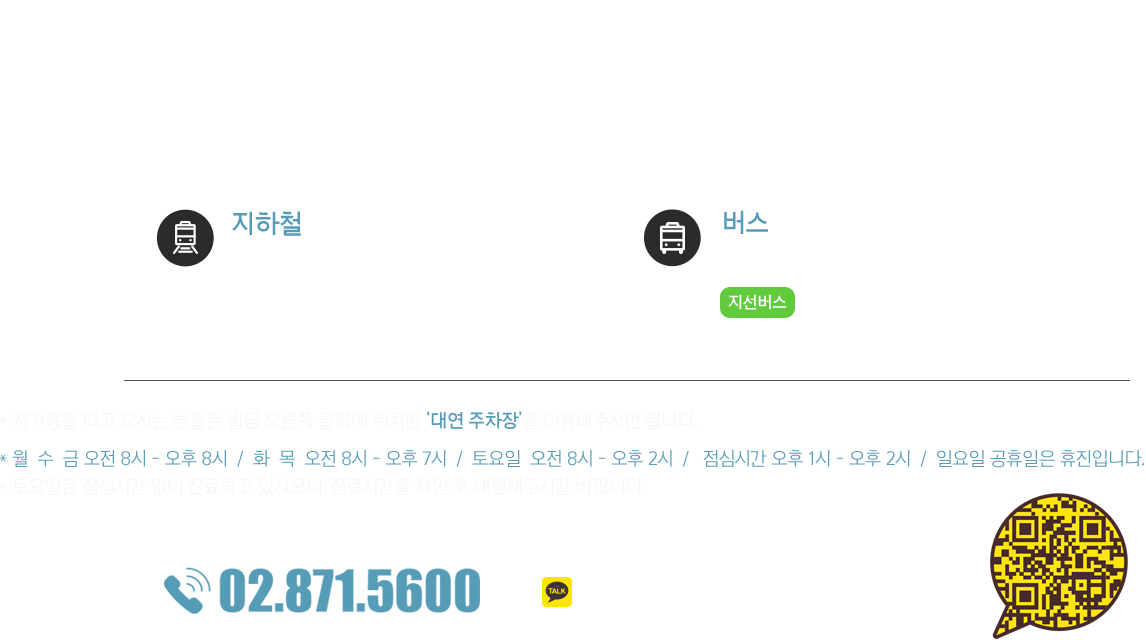 지하철
버스
지선버스
* 자가용을 타고 오시는 분들은 빌딩 오른쪽 골목에 위치한 ‘대연 주차장’을 이용해주시면 됩니다.
* 월 수 금 오전 8시 - 오후 8시 / 화 목 오전 8시 - 오후 7시 / 토요일 오전 8시 - 오후 2시 / 점심시간 오후 1시 - 오후 2시 / 일요일 공휴일은 휴진입니다.
* 토요일은 점심시간 없이 진료하고 있사오니, 진료시간을 확인 후 내원해주시길 바랍니다.
02.871.5600
TALK